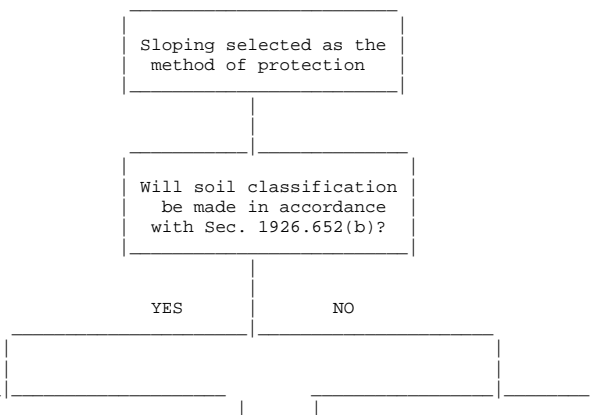 Sloping selected as the
method of protection
Will soil classification
be made in accordance
with Sec. 1926.652(b)?
YES NO